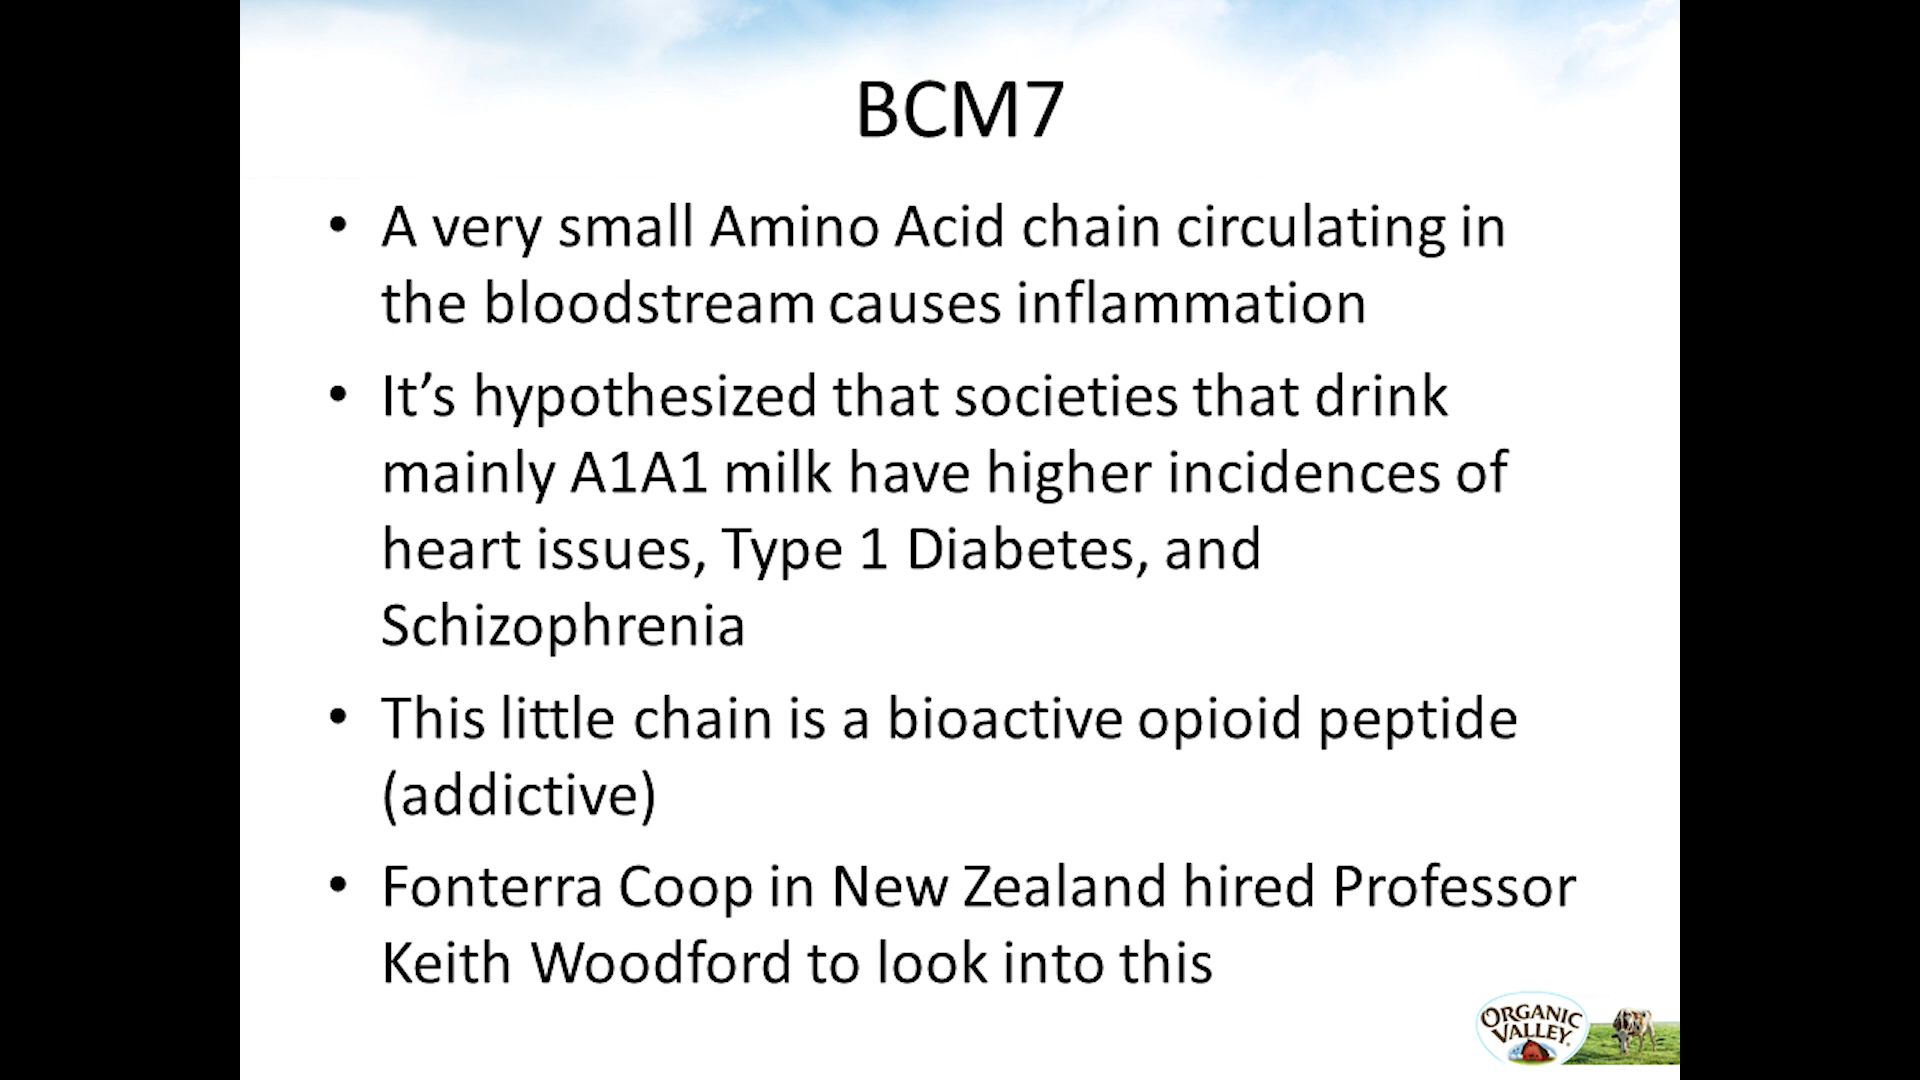 BCM7
• A very small Amino Acid chain circulating in
the bloodstream causes inflammation
• It’s hypothesized that societies that drink
mainly A1A1 milk have higher incidences of
heart issues, Type 1 Diabetes, and
Schizophrenia
• This little chain is a bioactive opioid peptide
(addictive)
• Fonterra Coop in New Zealand hired Professor
Keith Woodford to look into this
ORGANIC
VALLEY